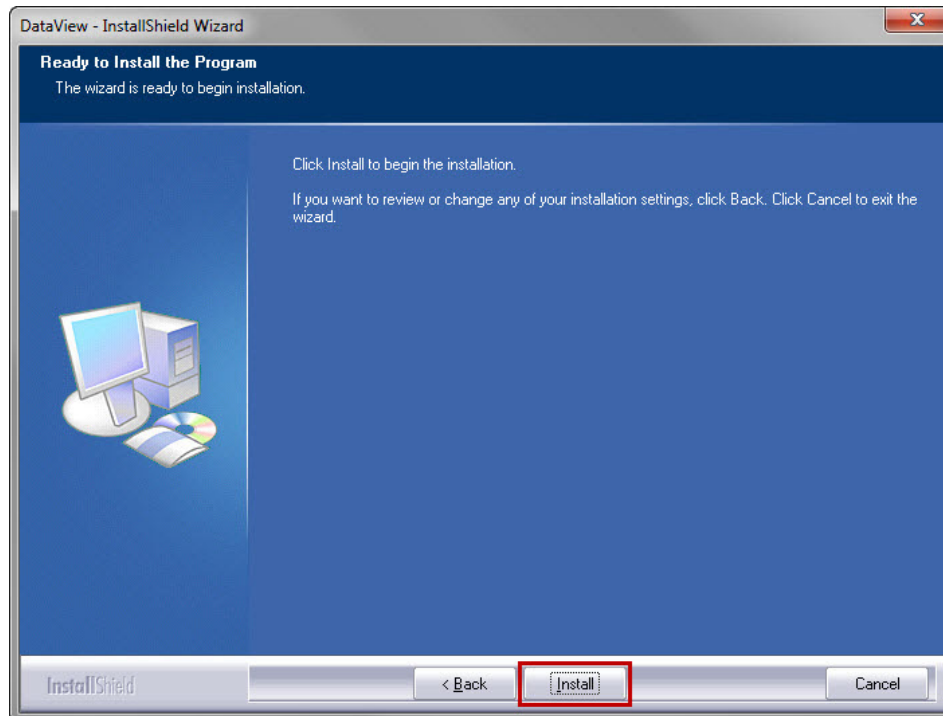 DataView - InstallShield Wizard
Ready to Install the Program
The wizard is ready to begin installation.
Click Install to begin the installation.
If you want to review or change any of your installation settings, click Back. Click Cancel to exit the
wizard.
InstallShield
< Back
Install
Cancel